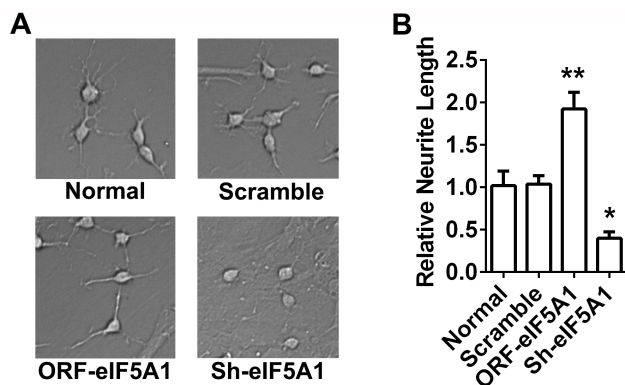 A
Normal
Scramble
ORF-eIF5A1
Sh-eIF5A1
B
Relative Neurite Length
2.5
2.0
1.5
1.0
0.5
0.0
**
*
Normal
Scramble
ORF-eIF5A1
Sh-eIF5A1